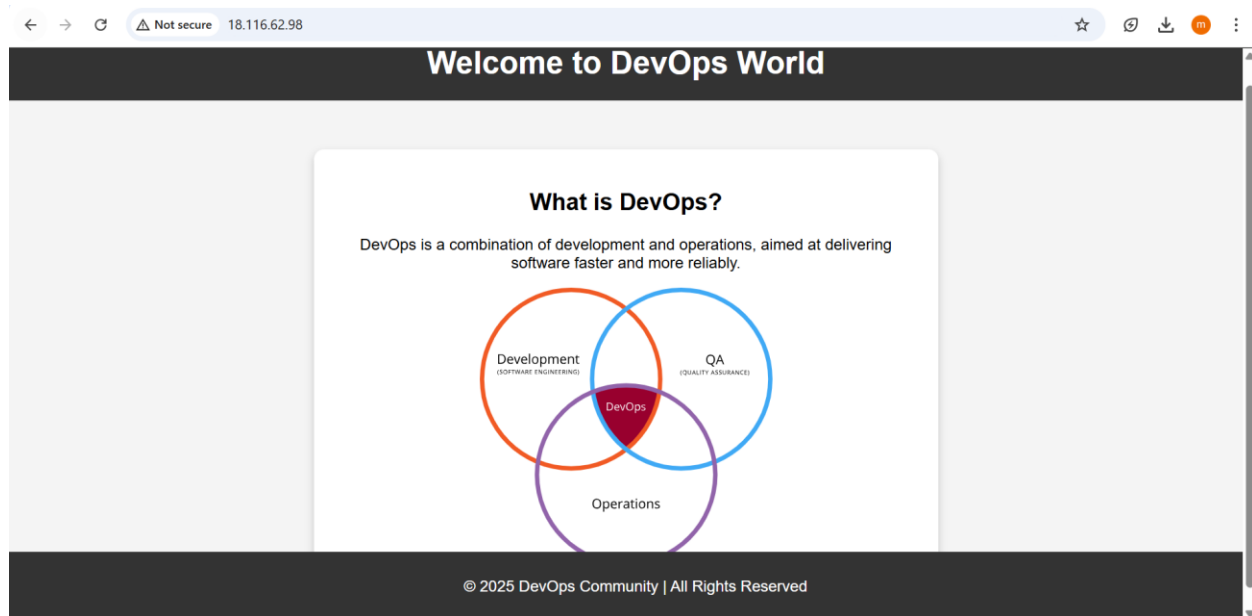 Not secure 18.116.62.98
m
Welcome to DevOps World
What is DevOps?
DevOps is a combination of development and operations, aimed at delivering
software faster and more reliably.
Development
(SOFTWARE ENGINEERING)
QA
(QUALITY ASSURANCE)
DevOps
Operations
© 2025 DevOps Community | All Rights Reserved